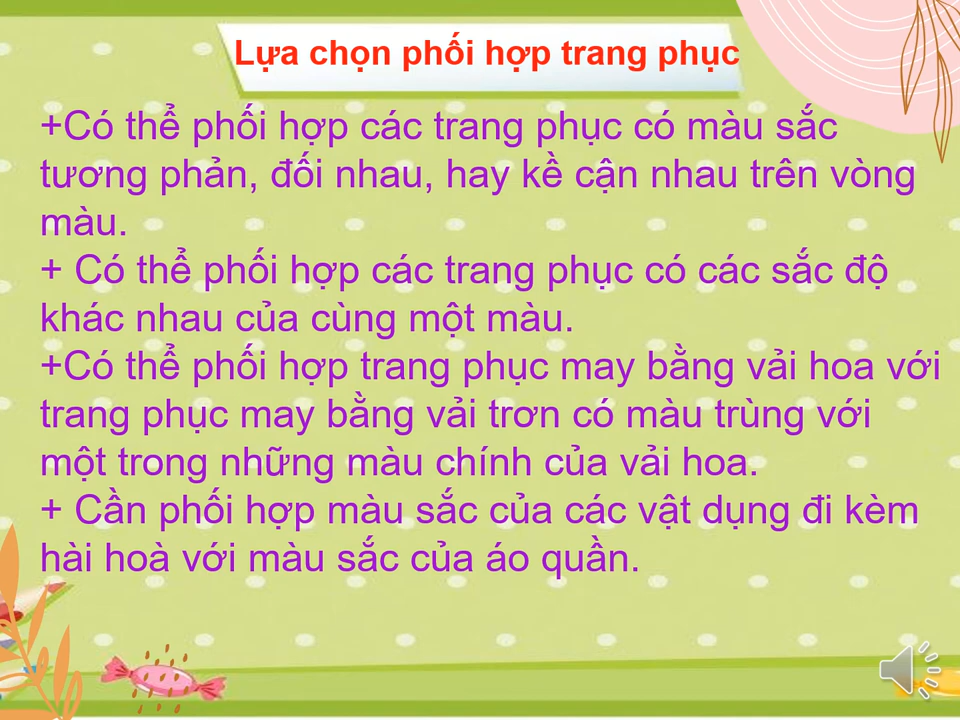 Lựa chọn phối hợp trang phục
+Có thể phối hợp các trang phục có màu sắc
tương phản, đối nhau, hay kề cận nhau trên vòng
màu.
+ Có thể phối hợp các trang phục có các sắc độ
khác nhau của cùng một màu.
+Có thể phối hợp trang phục may bằng vải hoa với
trang phục may bằng vải trơn có màu trùng với
một trong những màu chính của vải hoa.
+ Cần phối hợp màu sắc của các vật dụng đi kèm
hài hoà với màu sắc của áo quần.